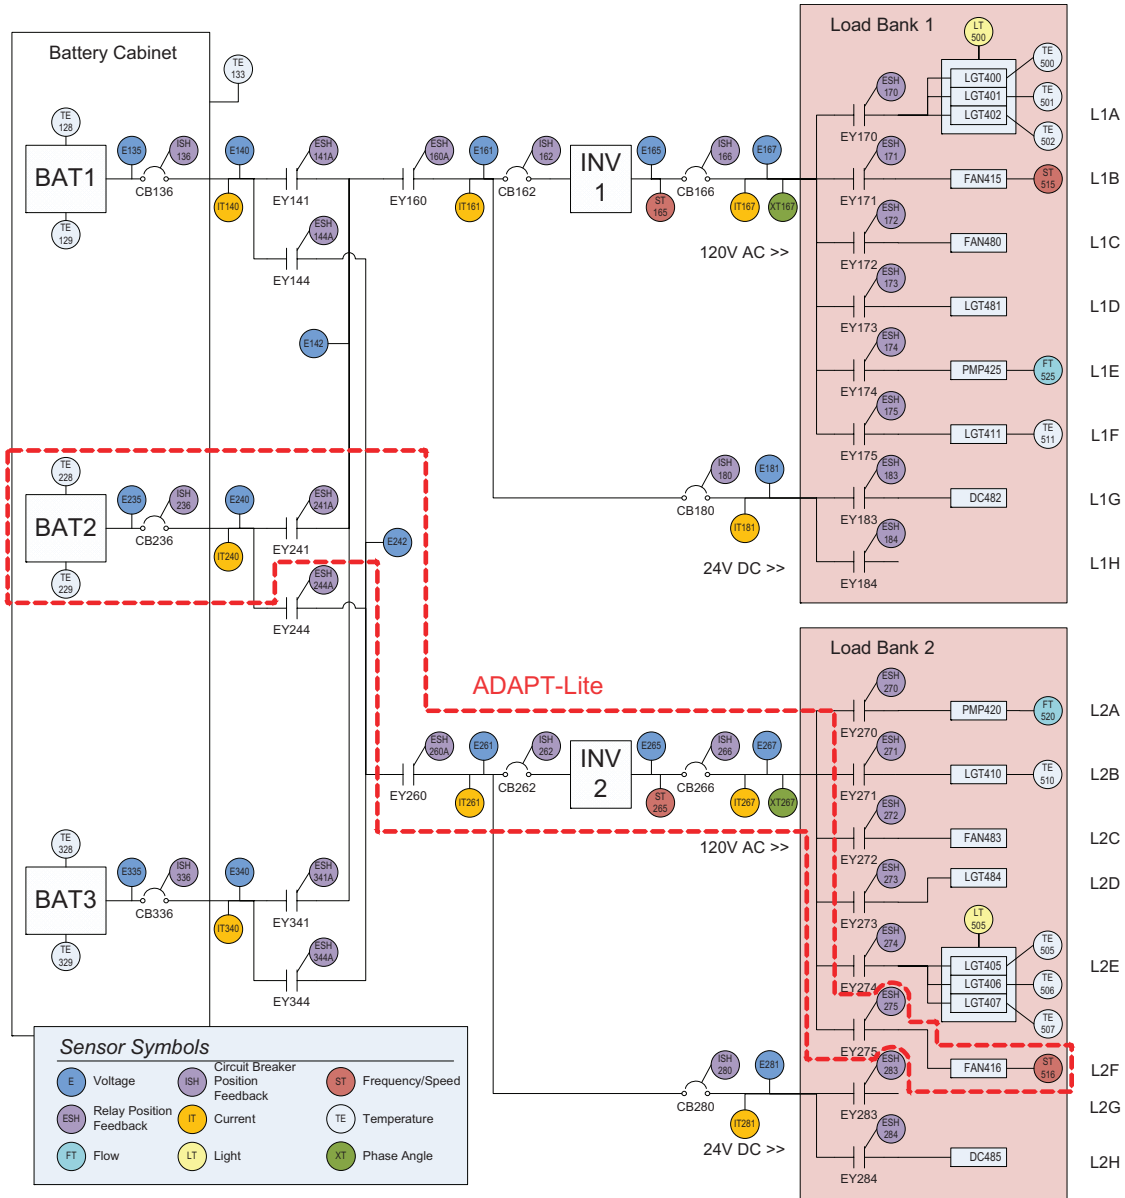 Battery Cabinet
TE
133
TE
128
BAT1
TE
129
E135
ISH
136
CB136
E140
IT140
ESH
141A
EY141
ESH
144A
EY144
E142
ESH
160A
EY160
E161
IT161
ISH
162
CB162
INV
1
E165
ST
165
ISH
166
CB166
E167
IT167
XT167
120V AC >>
Load Bank 1
LT
500
LGT400
LGT401
LGT402
TE
500
TE
501
TE
502
ESH
170
EY170
L1A
ESH
171
EY171
FAN415
ST
515
L1B
ESH
172
EY172
FAN480
L1C
ESH
173
EY173
LGT481
L1D
ESH
174
EY174
PMP425
FT
525
L1E
ESH
175
EY175
LGT411
TE
511
L1F
ISH
180
CB180
E181
IT181
24V DC >>
ESH
183
EY183
DC482
L1G
ESH
184
EY184
L1H
TE
228
BAT2
TE
229
E235
ISH
236
CB236
E240
IT240
ESH
241A
EY241
ESH
244A
EY244
E242
ADAPT-Lite
ESH
260A
EY260
E261
IT261
ISH
262
CB262
INV
2
E265
ST
265
ISH
266
CB266
E267
IT267
XT267
120V AC >>
Load Bank 2
ESH
270
EY270
PMP420
FT
520
L2A
ESH
271
EY271
LGT410
TE
510
L2B
ESH
272
EY272
FAN483
L2C
ESH
273
EY273
LGT484
L2D
LT
505
ESH
274
EY274
LGT405
LGT406
LGT407
TE
505
TE
506
TE
507
L2E
ESH
275
EY275
FAN416
ST
516
L2F
ISH
280
CB280
E281
IT281
24V DC >>
ESH
283
EY283
L2G
ESH
284
EY284
DC485
L2H
TE
328
BAT3
TE
329
E335
ISH
336
CB336
E340
IT340
ESH
341A
EY341
ESH
344A
EY344
Sensor Symbols
E
Voltage
ISH
Circuit Breaker
Position
Feedback
ST
Frequency/Speed
ESH
Relay Position
Feedback
IT
Current
TE
Temperature
FT
Flow
LT
Light
XT
Phase Angle